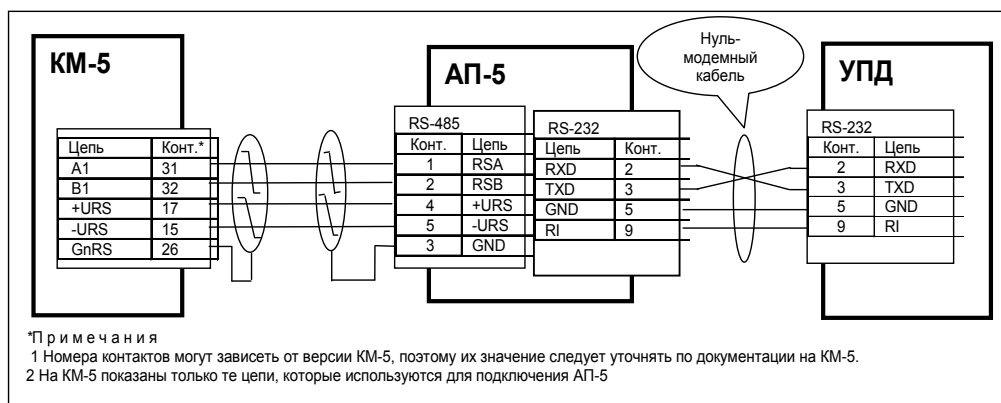 Нуль-
модемный
кабель
КМ-5
АП-5
УПД
RS-485
RS-232
RS-232
Цепь Конт.*
A1 31
B1 32
+URS 17
-URS 15
GnRS 26
Конт. Цепь
1 RSA
2 RSB
4 +URS
5 -URS
3 GND
Цепь Конт.
RXD 2
TXD 3
GND 5
RI 9
Конт. Цепь
2 RXD
3 TXD
5 GND
9 RI
*П р и м е ч а н и я
1 Номера контактов могут зависеть от версии КМ-5, поэтому их значение следует уточнять по документации на КМ-5.
2 На КМ-5 показаны только те цепи, которые используются для подключения АП-5